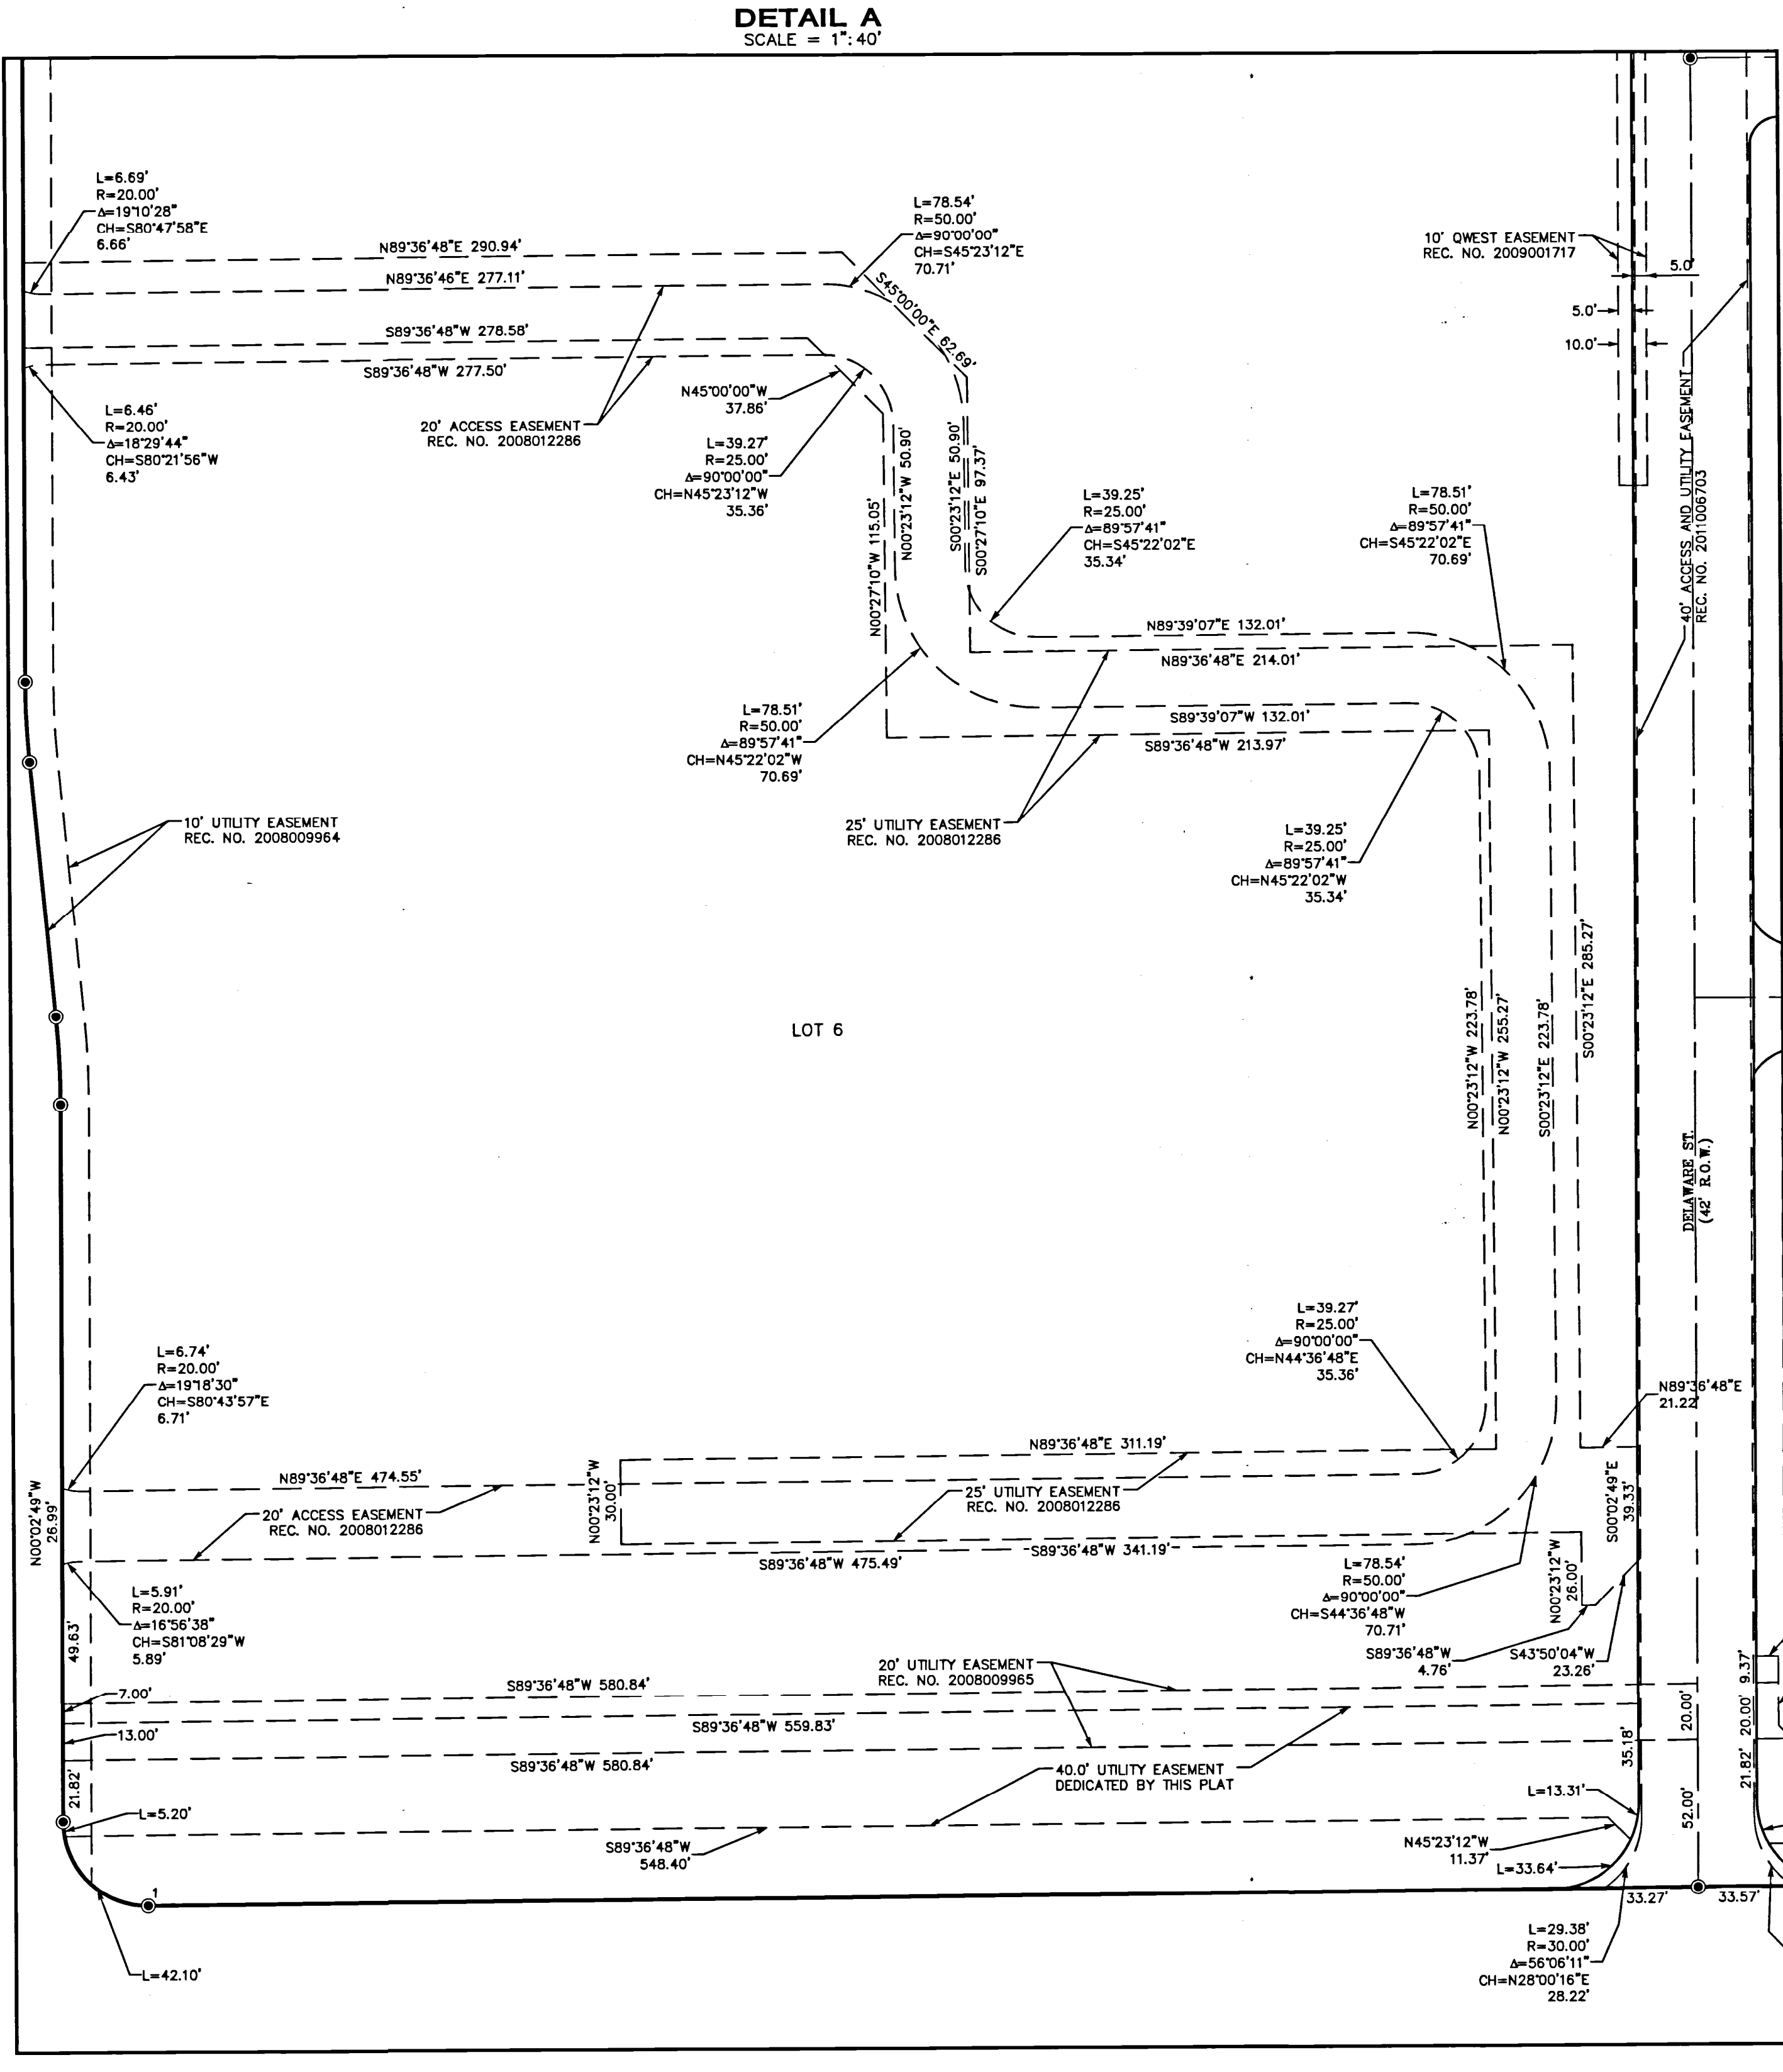 DETAIL A
SCALE = 1":40'
L=6.69'
R=20.00'
Δ=19°10'28"
CH=S80°47'58"E
6.66'
N89°36'48"E 290.94'
N89°36'46"E 277.11'
L=78.54'
R=50.00'
Δ=90°00'00"
CH=S45°23'12"E
70.71'
S45°00'00"E 62.69'
10' QWEST EASEMENT
REC. NO. 2009001717
5.0'
5.0'
10.0'
S89°36'48"W 278.58'
S89°36'48"W 277.50'
L=6.46'
R=20.00'
Δ=18°29'44"
CH=S80°21'56"W
6.43'
20' ACCESS EASEMENT
REC. NO. 2008012286
N45°00'00"W
37.86'
L=39.27'
R=25.00'
Δ=90°00'00"
CH=N45°23'12"W
35.36'
N00°27'10"W 115.05'
N00°23'12"W 50.90'
S00°23'12"E 50.90'
S00°27'10"E 97.37'
L=39.25'
R=25.00'
Δ=89°57'41"
CH=S45°22'02"E
35.34'
L=78.51'
R=50.00'
Δ=89°57'41"
CH=S45°22'02"E
70.69'
40' ACCESS AND UTILITY EASEMENT
REC. NO. 2011006703
N89°39'07"E 132.01'
N89°36'48"E 214.01'
L=78.51'
R=50.00'
Δ=89°57'41"
CH=N45°22'02"W
70.69'
S89°39'07"W 132.01'
S89°36'48"W 213.97'
10' UTILITY EASEMENT
REC. NO. 2008009964
25' UTILITY EASEMENT
REC. NO. 2008012286
L=39.25'
R=25.00'
Δ=89°57'41"
CH=N45°22'02"W
35.34'
LOT 6
N00°23'12"W 223.78'
N00°23'12"W 255.27'
S00°23'12"E 223.78'
S00°23'12"E 285.27'
DELAWARE ST.
(42' R.O.W.)
L=6.74'
R=20.00'
Δ=19°18'30"
CH=S80°43'57"E
6.71'
L=39.27'
R=25.00'
Δ=90°00'00"
CH=N44°36'48"E
35.36'
N89°36'48"E
21.22'
N00°02'49"W
26.99'
N89°36'48"E 474.55'
N89°36'48"E 311.19'
20' ACCESS EASEMENT
REC. NO. 2008012286
N00°23'12"W
30.00'
25' UTILITY EASEMENT
REC. NO. 2008012286
S00°02'49"E
39.33'
S89°36'48"W 475.49'
S89°36'48"W 341.19'
L=5.91'
R=20.00'
Δ=16°56'38"
CH=S81°08'29"W
5.89'
L=78.54'
R=50.00'
Δ=90°00'00"
CH=S44°36'48"W
70.71'
N00°23'12"W
26.00'
S89°36'48"W
4.76'
S43°50'04"W
23.26'
49.63'
7.00'
13.00'
21.82'
20' UTILITY EASEMENT
REC. NO. 2008009965
S89°36'48"W 580.84'
S89°36'48"W 559.83'
S89°36'48"W 580.84'
40.0' UTILITY EASEMENT
DEDICATED BY THIS PLAT
35.18'
20.00'
9.37'
20.00'
21.82'
52.00'
L=5.20'
L=13.31'
S89°36'48"W
548.40'
N45°23'12"W
11.37'
L=33.64'
1
33.27'
33.57'
L=42.10'
L=29.38'
R=30.00'
Δ=56°06'11"
CH=N28°00'16"E
28.22'